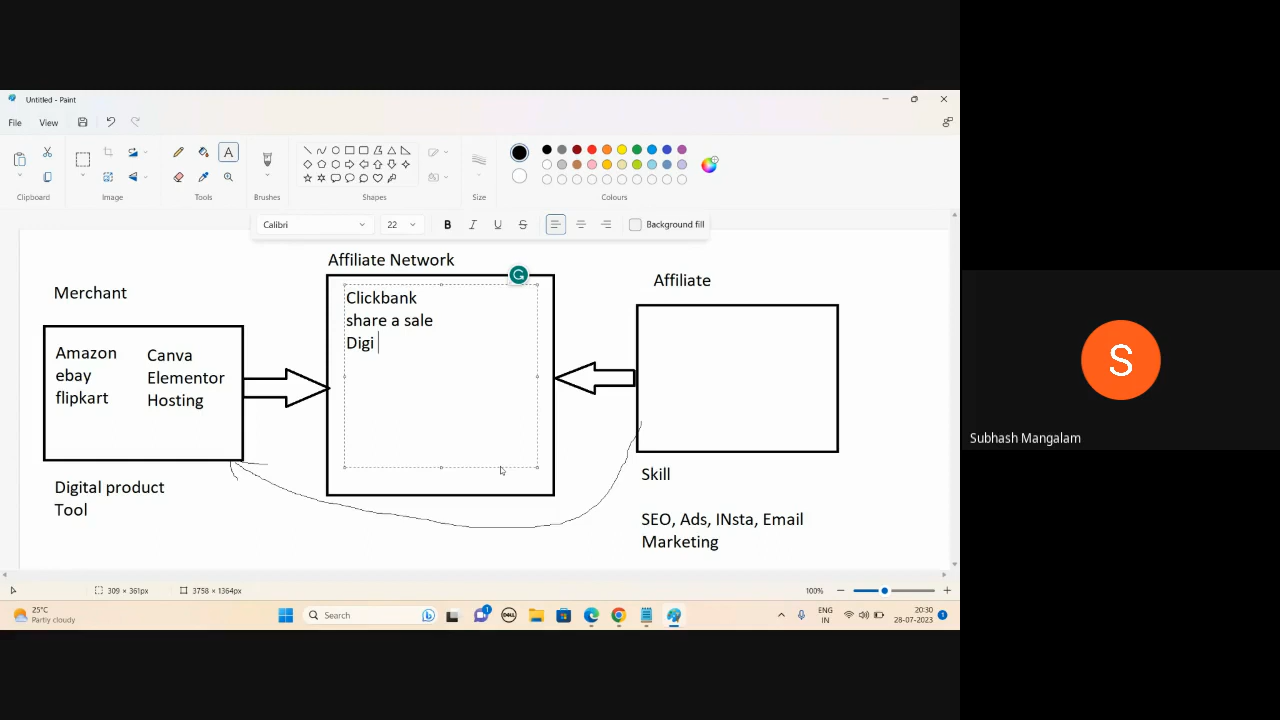 Untitled - Paint
File
View
Clipboard
Image
Tools
Brushes
Shapes
Size
Colours
Calibri
22
B
I
U
Background fill
Affiliate Network
Merchant
Affiliate
Clickbank
share a sale
Digi
Amazon
ebay
flipkart
Canva
Elementor
Hosting
Digital product
Tool
Skill
SEO, Ads, INsta, Email
Marketing
309 × 361px
3758 × 1364px
100%
25°C
Partly cloudy
Search
ENG
IN
20:30
28-07-2023
S
Subhash Mangalam